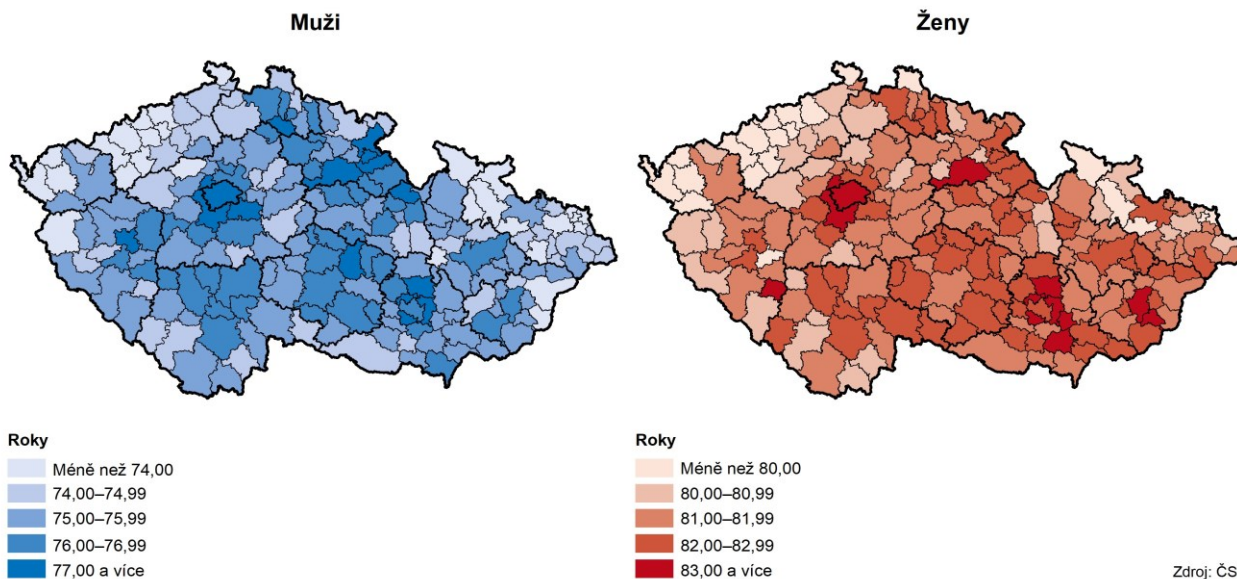 Muži
Ženy
Roky
Méně než 74,00
74,00–74,99
75,00–75,99
76,00–76,99
77,00 a více
Roky
Méně než 80,00
80,00–80,99
81,00–81,99
82,00–82,99
83,00 a více
Zdroj: ČS